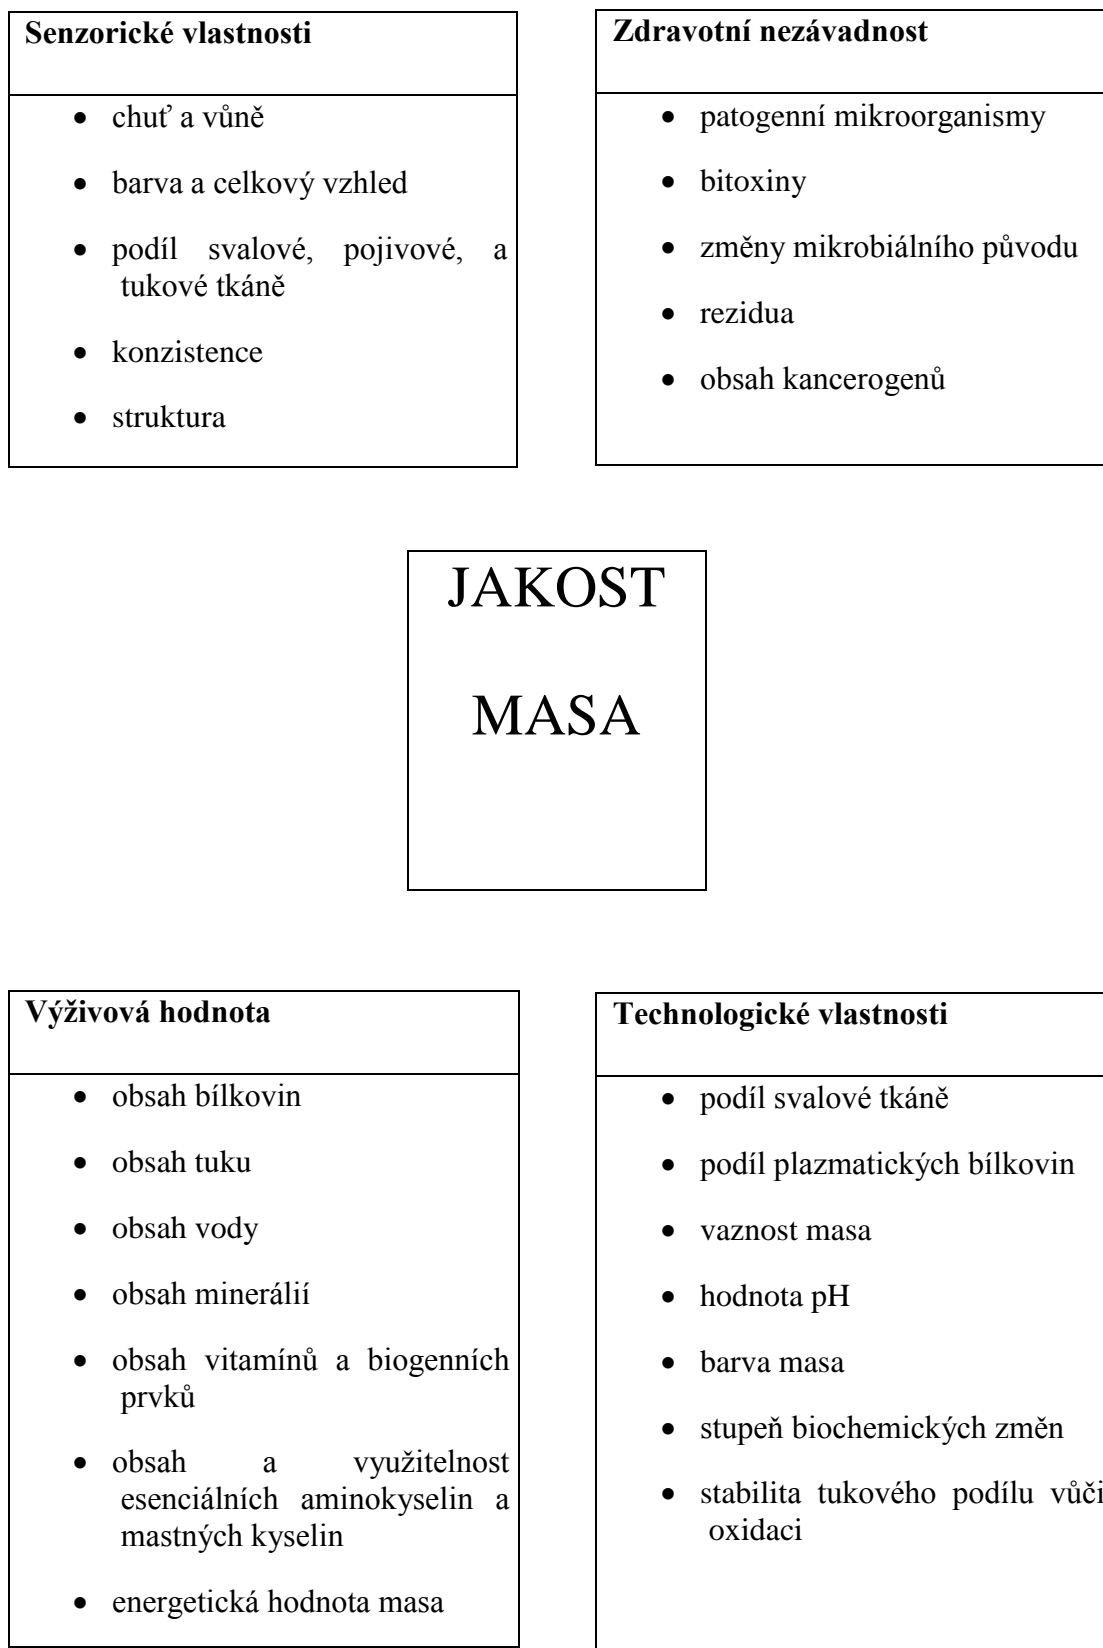 Senzorické vlastnosti
• chuť a vůně
• barva a celkový vzhled
• podíl svalové, pojivové, a
tukové tkáně
• konzistence
• struktura
Zdravotní nezávadnost
• patogenní mikroorganismy
• bitoxiny
• změny mikrobiálního původu
• rezidua
• obsah kancerogenů
JAKOST
MASA
Výživová hodnota
• obsah bílkovin
• obsah tuku
• obsah vody
• obsah minerálií
• obsah vitamínů a biogenních
prvků
• obsah a využitelnost
esenciálních aminokyselin a
mastných kyselin
• energetická hodnota masa
Technologické vlastnosti
• podíl svalové tkáně
• podíl plazmatických bílkovin
• vaznost masa
• hodnota pH
• barva masa
• stupeň biochemických změn
• stabilita tukového podílu vůči
oxidaci